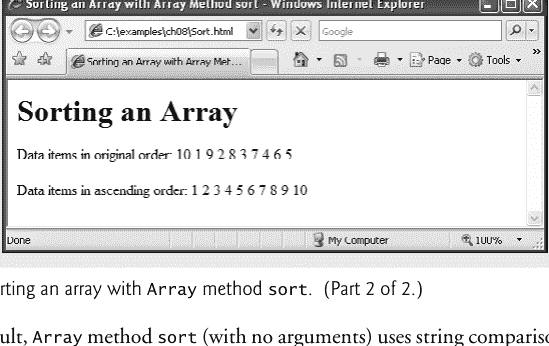 Sorting an Array with Array Method sort - Windows Internet Explorer
C:\examples\ch08\Sort.html
Google
Sorting an Array with Array Met...
Page
Tools
»
Sorting an Array
Data items in original order: 10 1 9 2 8 3 7 4 6 5
Data items in ascending order: 1 2 3 4 5 6 7 8 9 10
Done
My Computer
100%
rting an array with Array method sort. (Part 2 of 2.)
ult, Array method sort (with no arguments) uses string compariso